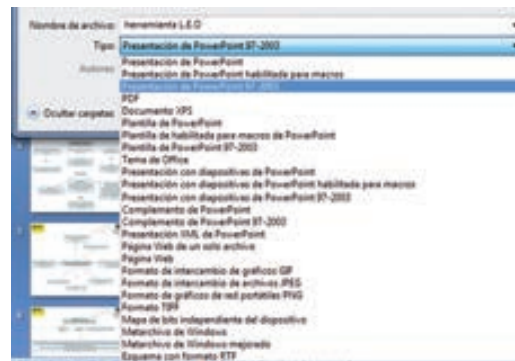 Nombre de archivo: herramienta L.E.O
Tipo: Presentación de PowerPoint 97-2003
Autores:
Presentación de PowerPoint
Presentación de PowerPoint habilitada para macros
Presentación de PowerPoint 97-2003
PDF
Ocultar carpetas
Documento XPS
Plantilla de PowerPoint
Plantilla de habilitada para macros de PowerPoint
Plantilla de PowerPoint 97-2003
Tema de Office
Presentación con diapositivas de PowerPoint
Presentación con diapositivas de PowerPoint habilitada para macros
Presentación con diapositivas de PowerPoint 97-2003
Complemento de PowerPoint
Complemento de PowerPoint 97-2003
Presentación XML de PowerPoint
Página Web de un solo archivo
Página Web
Formato de intercambio de gráficos GIF
Formato de intercambio de archivos JPEG
Formato de gráficos de red portátiles PNG
Formato TIFF
Mapa de bits independiente del dispositivo
Metarchivo de Windows
Metarchivo de Windows mejorado
Esquema con formato RTF